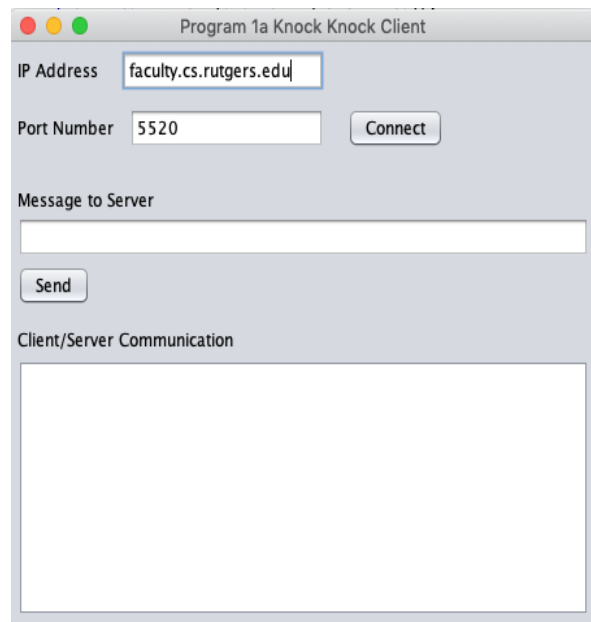 Program 1a Knock Knock Client
IP Address faculty.cs.rutgers.edu
Port Number 5520 Connect
Message to Server
Send
Client/Server Communication